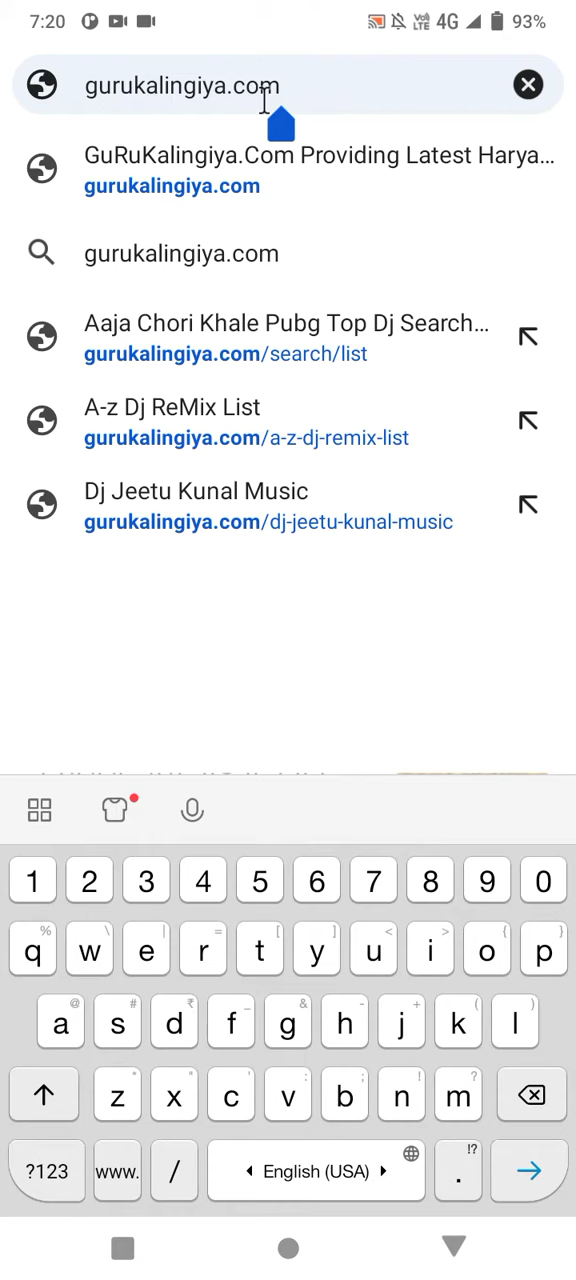 7:20 4G 93%
gurukalingiya.com
GuRuKalingiya.Com Providing Latest Harya...
gurukalingiya.com
gurukalingiya.com
Aaja Chori Khale Pubg Top Dj Search...
gurukalingiya.com/search/list
A-z Dj ReMix List
gurukalingiya.com/a-z-dj-remix-list
Dj Jeetu Kunal Music
gurukalingiya.com/dj-jeetu-kunal-music
1 2 3 4 5 6 7 8 9 0
% \ | = [ ] < > { }
q w e r t y u i o p
@ # ₹ _ & - + ( )
a s d f g h j k l
* " ' : ; ! ?
z x c v b n m
!?
?123 www. / English (USA) .